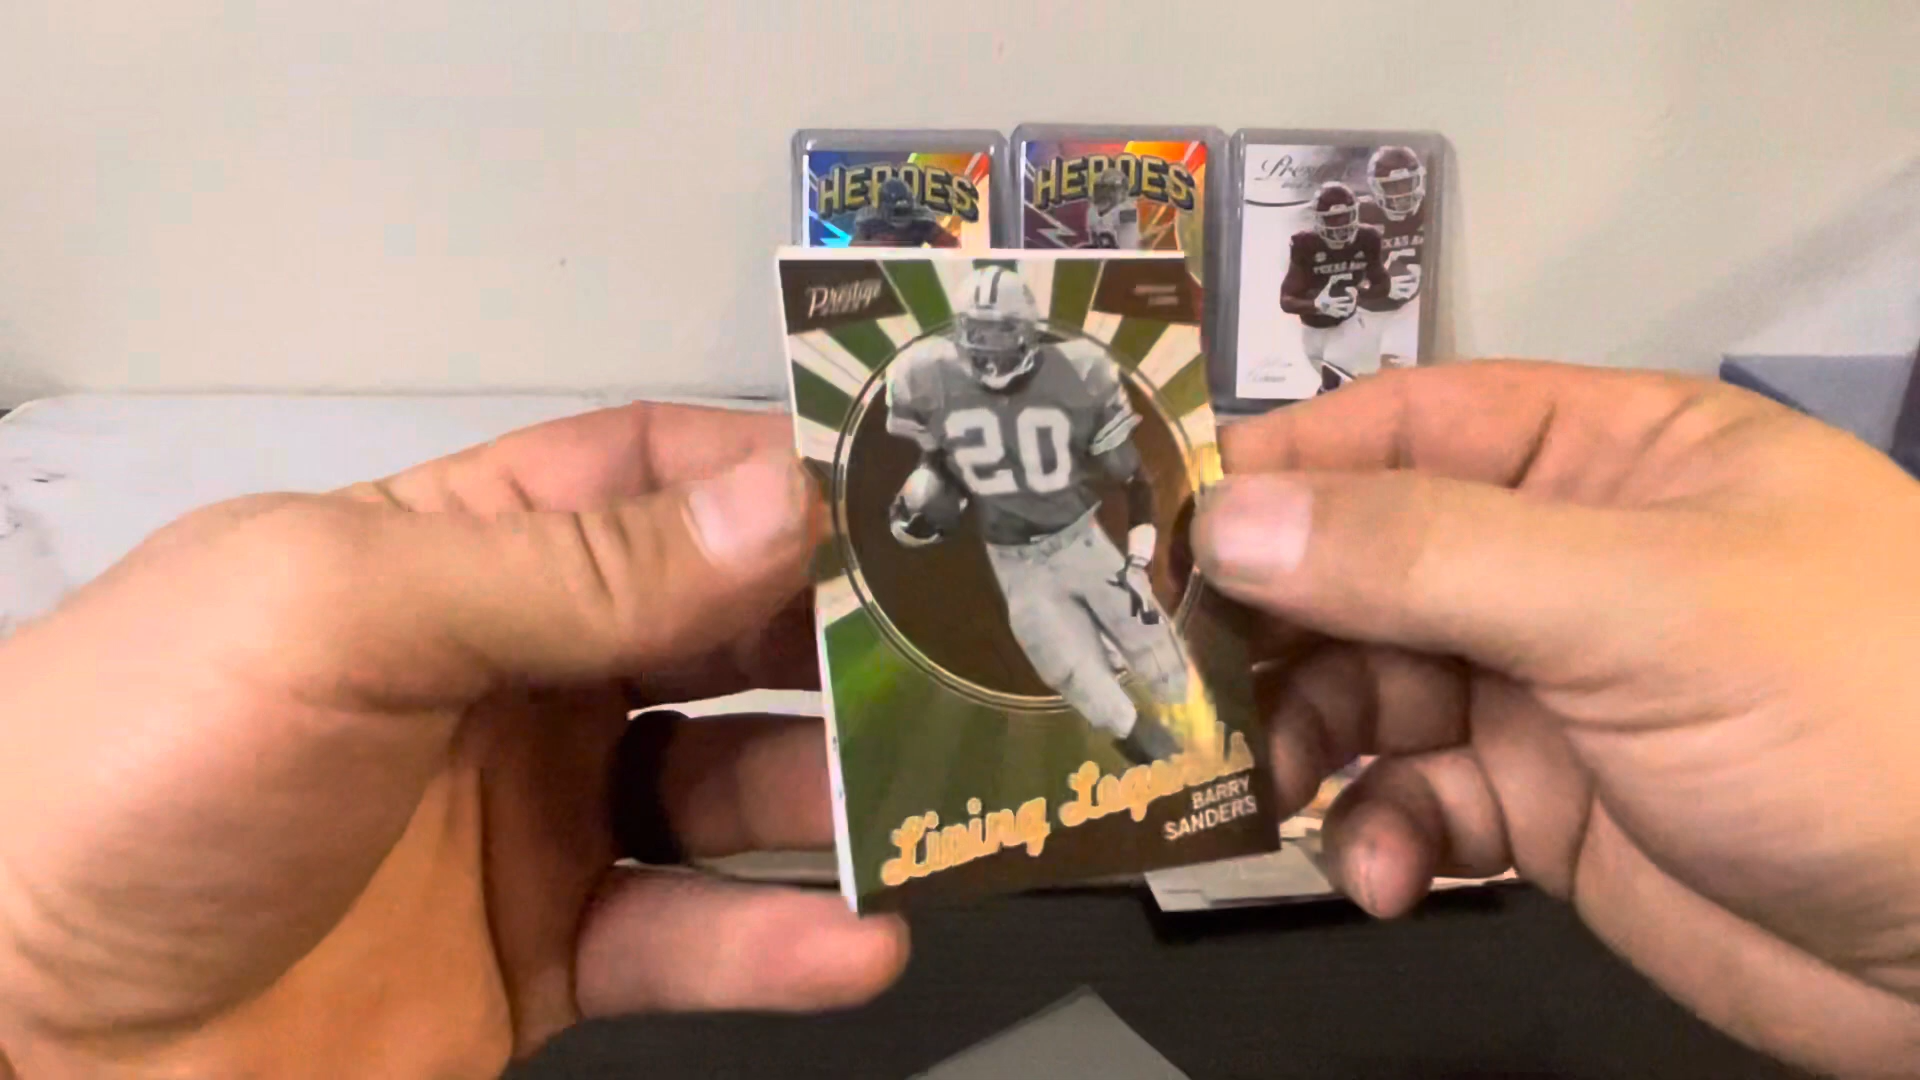 HEROES
HEROES
Prestige
Prestige
20
TEXAS A&M
Living Legends
BARRY
SANDERS